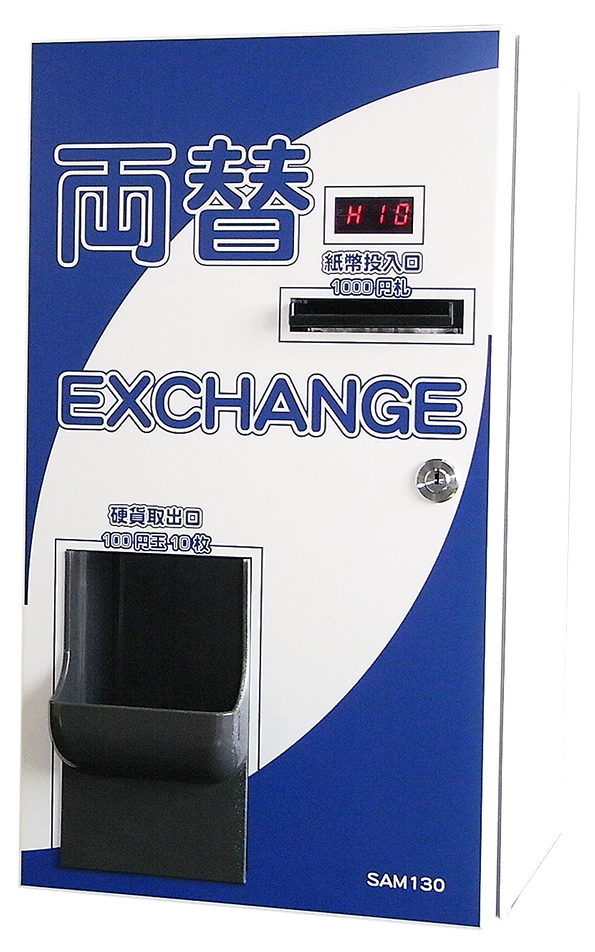 両替
H 10
紙幣投入口
1000円札
EXCHANGE
硬貨取出口
100円玉10枚
SAM130